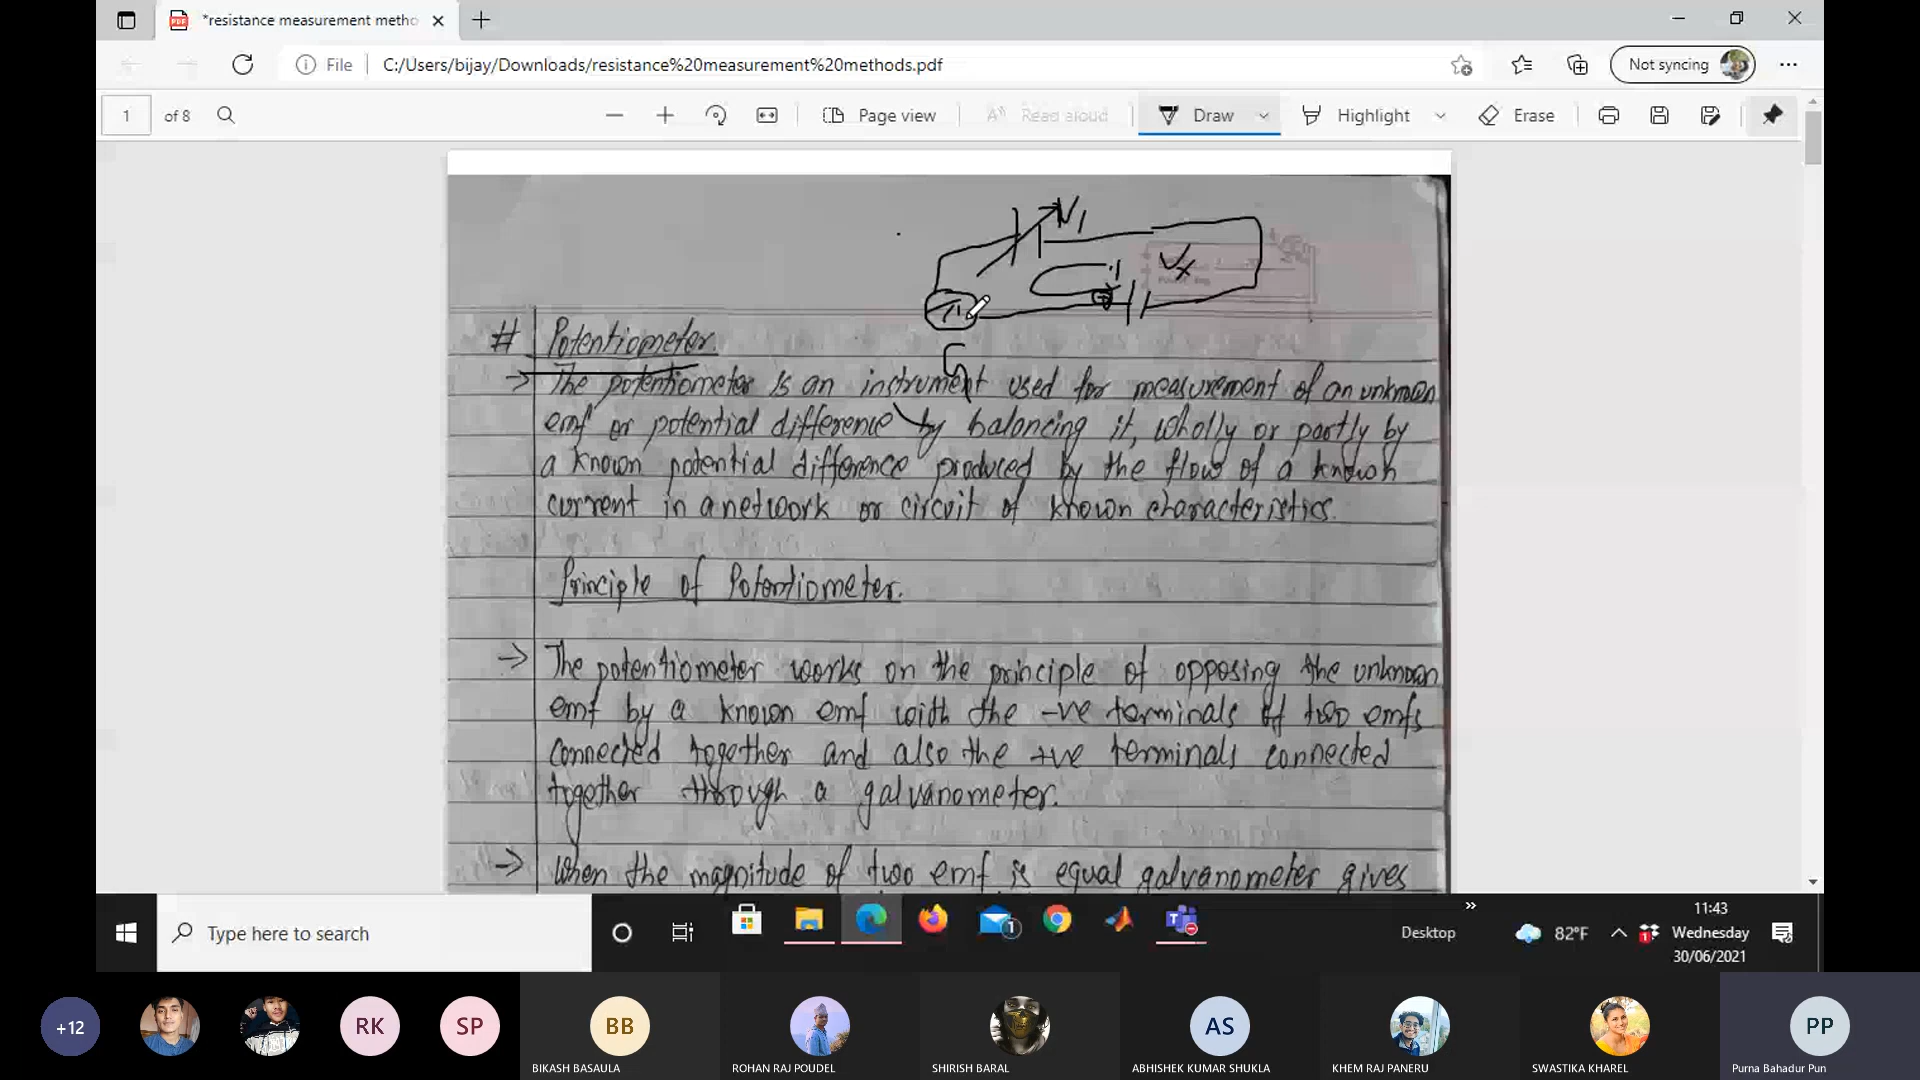 *resistance measurement metho
File
C:/Users/bijay/Downloads/resistance%20measurement%20methods.pdf
Not syncing
1 of 8
Page view
Read aloud
Draw
Highlight
Erase
V1
Vx
G
# Potentiometer.
→ The potentiometer is an instrument used for measurement of an unknown
emf or potential difference by balancing it, wholly or partly by
a known potential difference produced by the flow of a known
current in a network or circuit of known characteristics.
Principle of Potentiometer.
→ The potentiometer works on the principle of opposing the unknown
emf by a known emf with the -ve terminals of two emfs
connected together and also the +ve terminals connected
together through a galvanometer.
→ When the magnitude of two emf is equal galvanometer gives
Type here to search
1
Desktop
82°F
1
11:43
Wednesday
30/06/2021
+12
RK
SP
BB
AS
PP
BIKASH BASAULA
ROHAN RAJ POUDEL
SHIRISH BARAL
ABHISHEK KUMAR SHUKLA
KHEM RAJ PANERU
SWASTIKA KHAREL
Purna Bahadur Pun